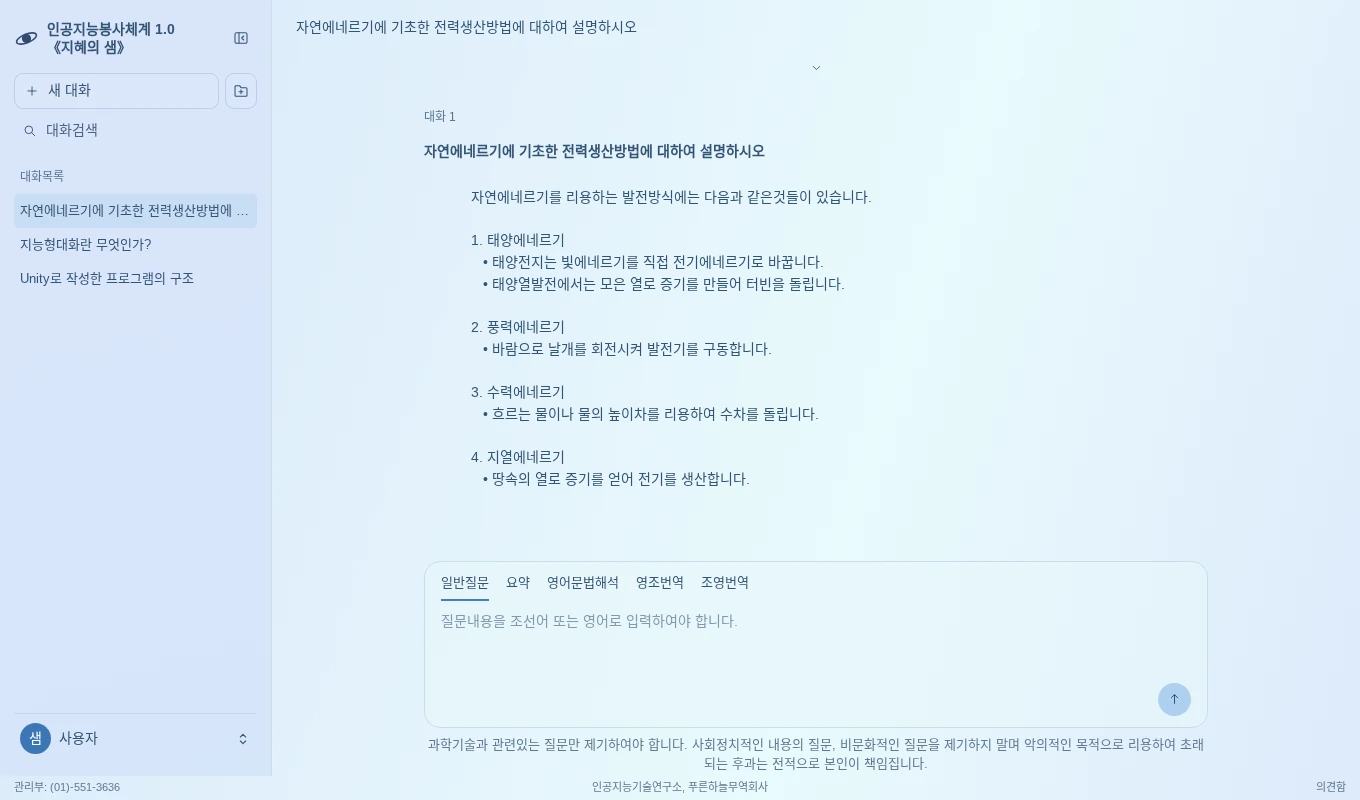 인공지능봉사체계 1.0
《지혜의 샘》
새 대화
대화검색
대화목록
자연에네르기에 기초한 전력생산방법에 …
지능형대화란 무엇인가?
Unity로 작성한 프로그램의 구조
샘 사용자
자연에네르기에 기초한 전력생산방법에 대하여 설명하시오
대화 1
자연에네르기에 기초한 전력생산방법에 대하여 설명하시오
자연에네르기를 리용하는 발전방식에는 다음과 같은것들이 있습니다.
1. 태양에네르기
• 태양전지는 빛에네르기를 직접 전기에네르기로 바꿉니다.
• 태양열발전에서는 모은 열로 증기를 만들어 터빈을 돌립니다.
2. 풍력에네르기
• 바람으로 날개를 회전시켜 발전기를 구동합니다.
3. 수력에네르기
• 흐르는 물이나 물의 높이차를 리용하여 수차를 돌립니다.
4. 지열에네르기
• 땅속의 열로 증기를 얻어 전기를 생산합니다.
일반질문 요약 영어문법해석 영조번역 조영번역
질문내용을 조선어 또는 영어로 입력하여야 합니다.
과학기술과 관련있는 질문만 제기하여야 합니다. 사회정치적인 내용의 질문, 비문화적인 질문을 제기하지 말며 악의적인 목적으로 리용하여 초래
되는 후과는 전적으로 본인이 책임집니다.
관리부: (01)-551-3636
인공지능기술연구소, 푸른하늘무역회사
의견함